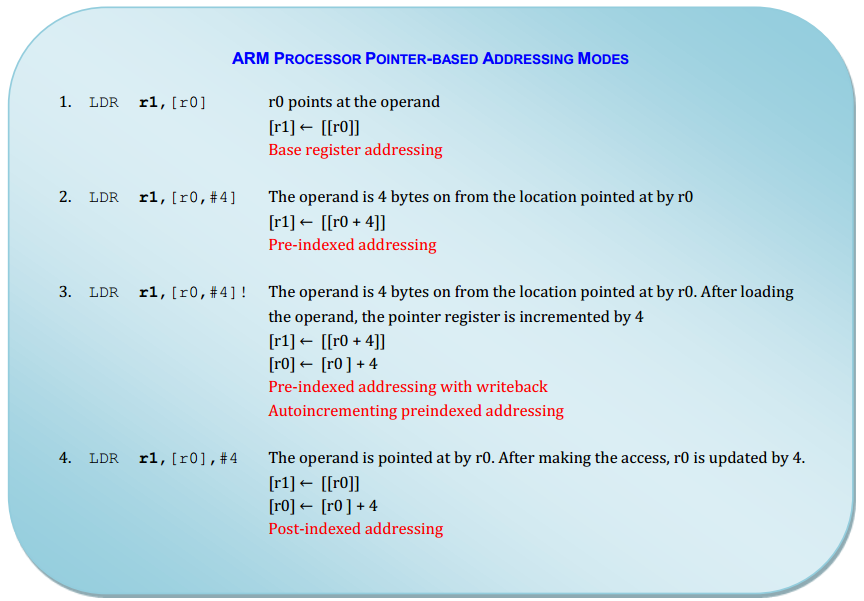 ARM PROCESSOR POINTER-BASED ADDRESSING MODES
1. LDR r1,[r0] r0 points at the operand
[r1] ← [[r0]]
Base register addressing
2. LDR r1,[r0,#4] The operand is 4 bytes on from the location pointed at by r0
[r1] ← [[r0 + 4]]
Pre-indexed addressing
3. LDR r1,[r0,#4]! The operand is 4 bytes on from the location pointed at by r0. After loading
the operand, the pointer register is incremented by 4
[r1] ← [[r0 + 4]]
[r0] ← [r0 ] + 4
Pre-indexed addressing with writeback
Autoincrementing preindexed addressing
4. LDR r1,[r0],#4 The operand is pointed at by r0. After making the access, r0 is updated by 4.
[r1] ← [[r0]]
[r0] ← [r0 ] + 4
Post-indexed addressing